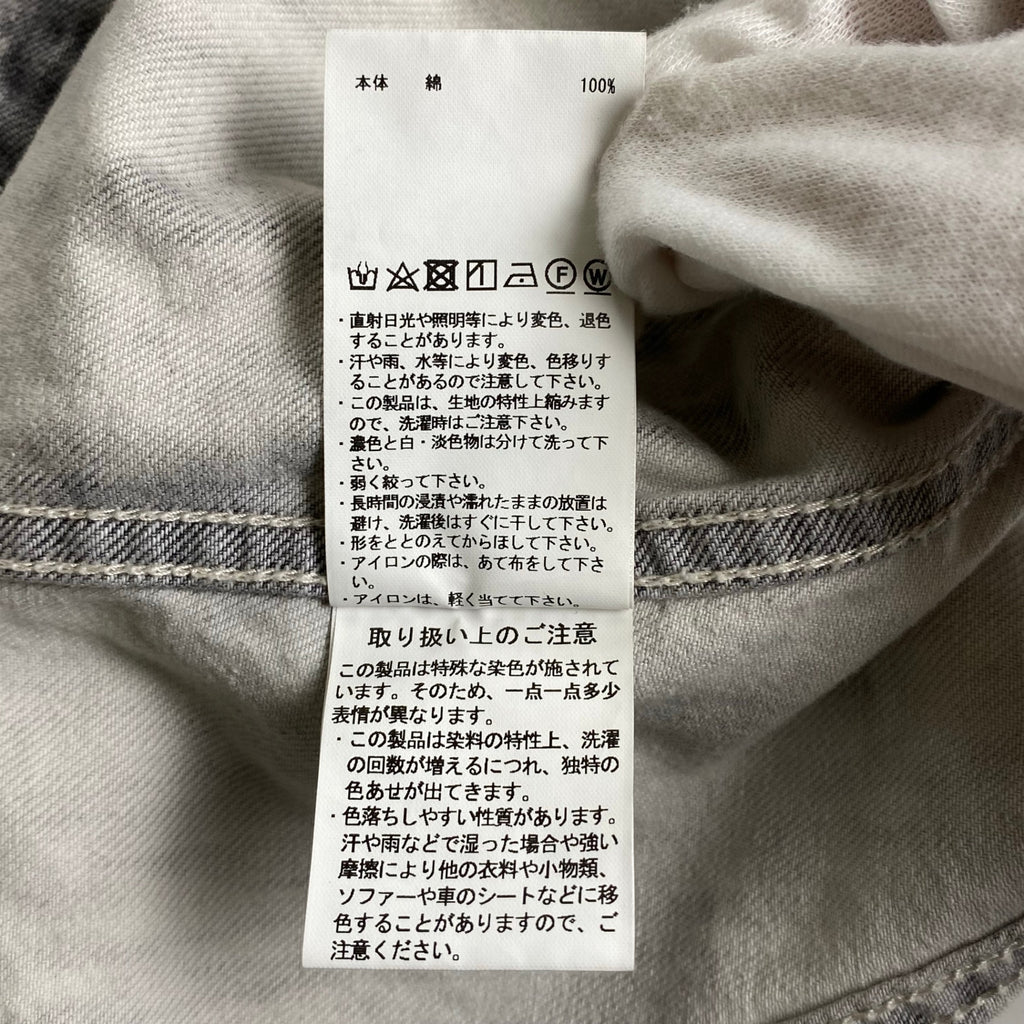 本体 綿 100%
F W
・直射日光や照明等により変色、退色
することがあります。
・汗や雨、水等により変色、色移りす
ることがあるので注意して下さい。
・この製品は、生地の特性上縮みます
ので、洗濯時はご注意下さい。
・濃色と白・淡色物は分けて洗って下
さい。
・弱く絞って下さい。
・長時間の浸漬や濡れたままの放置は
避け、洗濯後はすぐに干して下さい。
・形をととのえてからほして下さい。
・アイロンの際は、あて布をして下さ
い。
・アイロンは、軽く当てて下さい。
取り扱い上のご注意
この製品は特殊な染色が施されて
います。そのため、一点一点多少
表情が異なります。
・この製品は染料の特性上、洗濯
の回数が増えるにつれ、独特の
色あせが出てきます。
・色落ちしやすい性質があります。
汗や雨などで湿った場合や強い
摩擦により他の衣料や小物類、
ソファーや車のシートなどに移
色することがありますので、ご
注意ください。